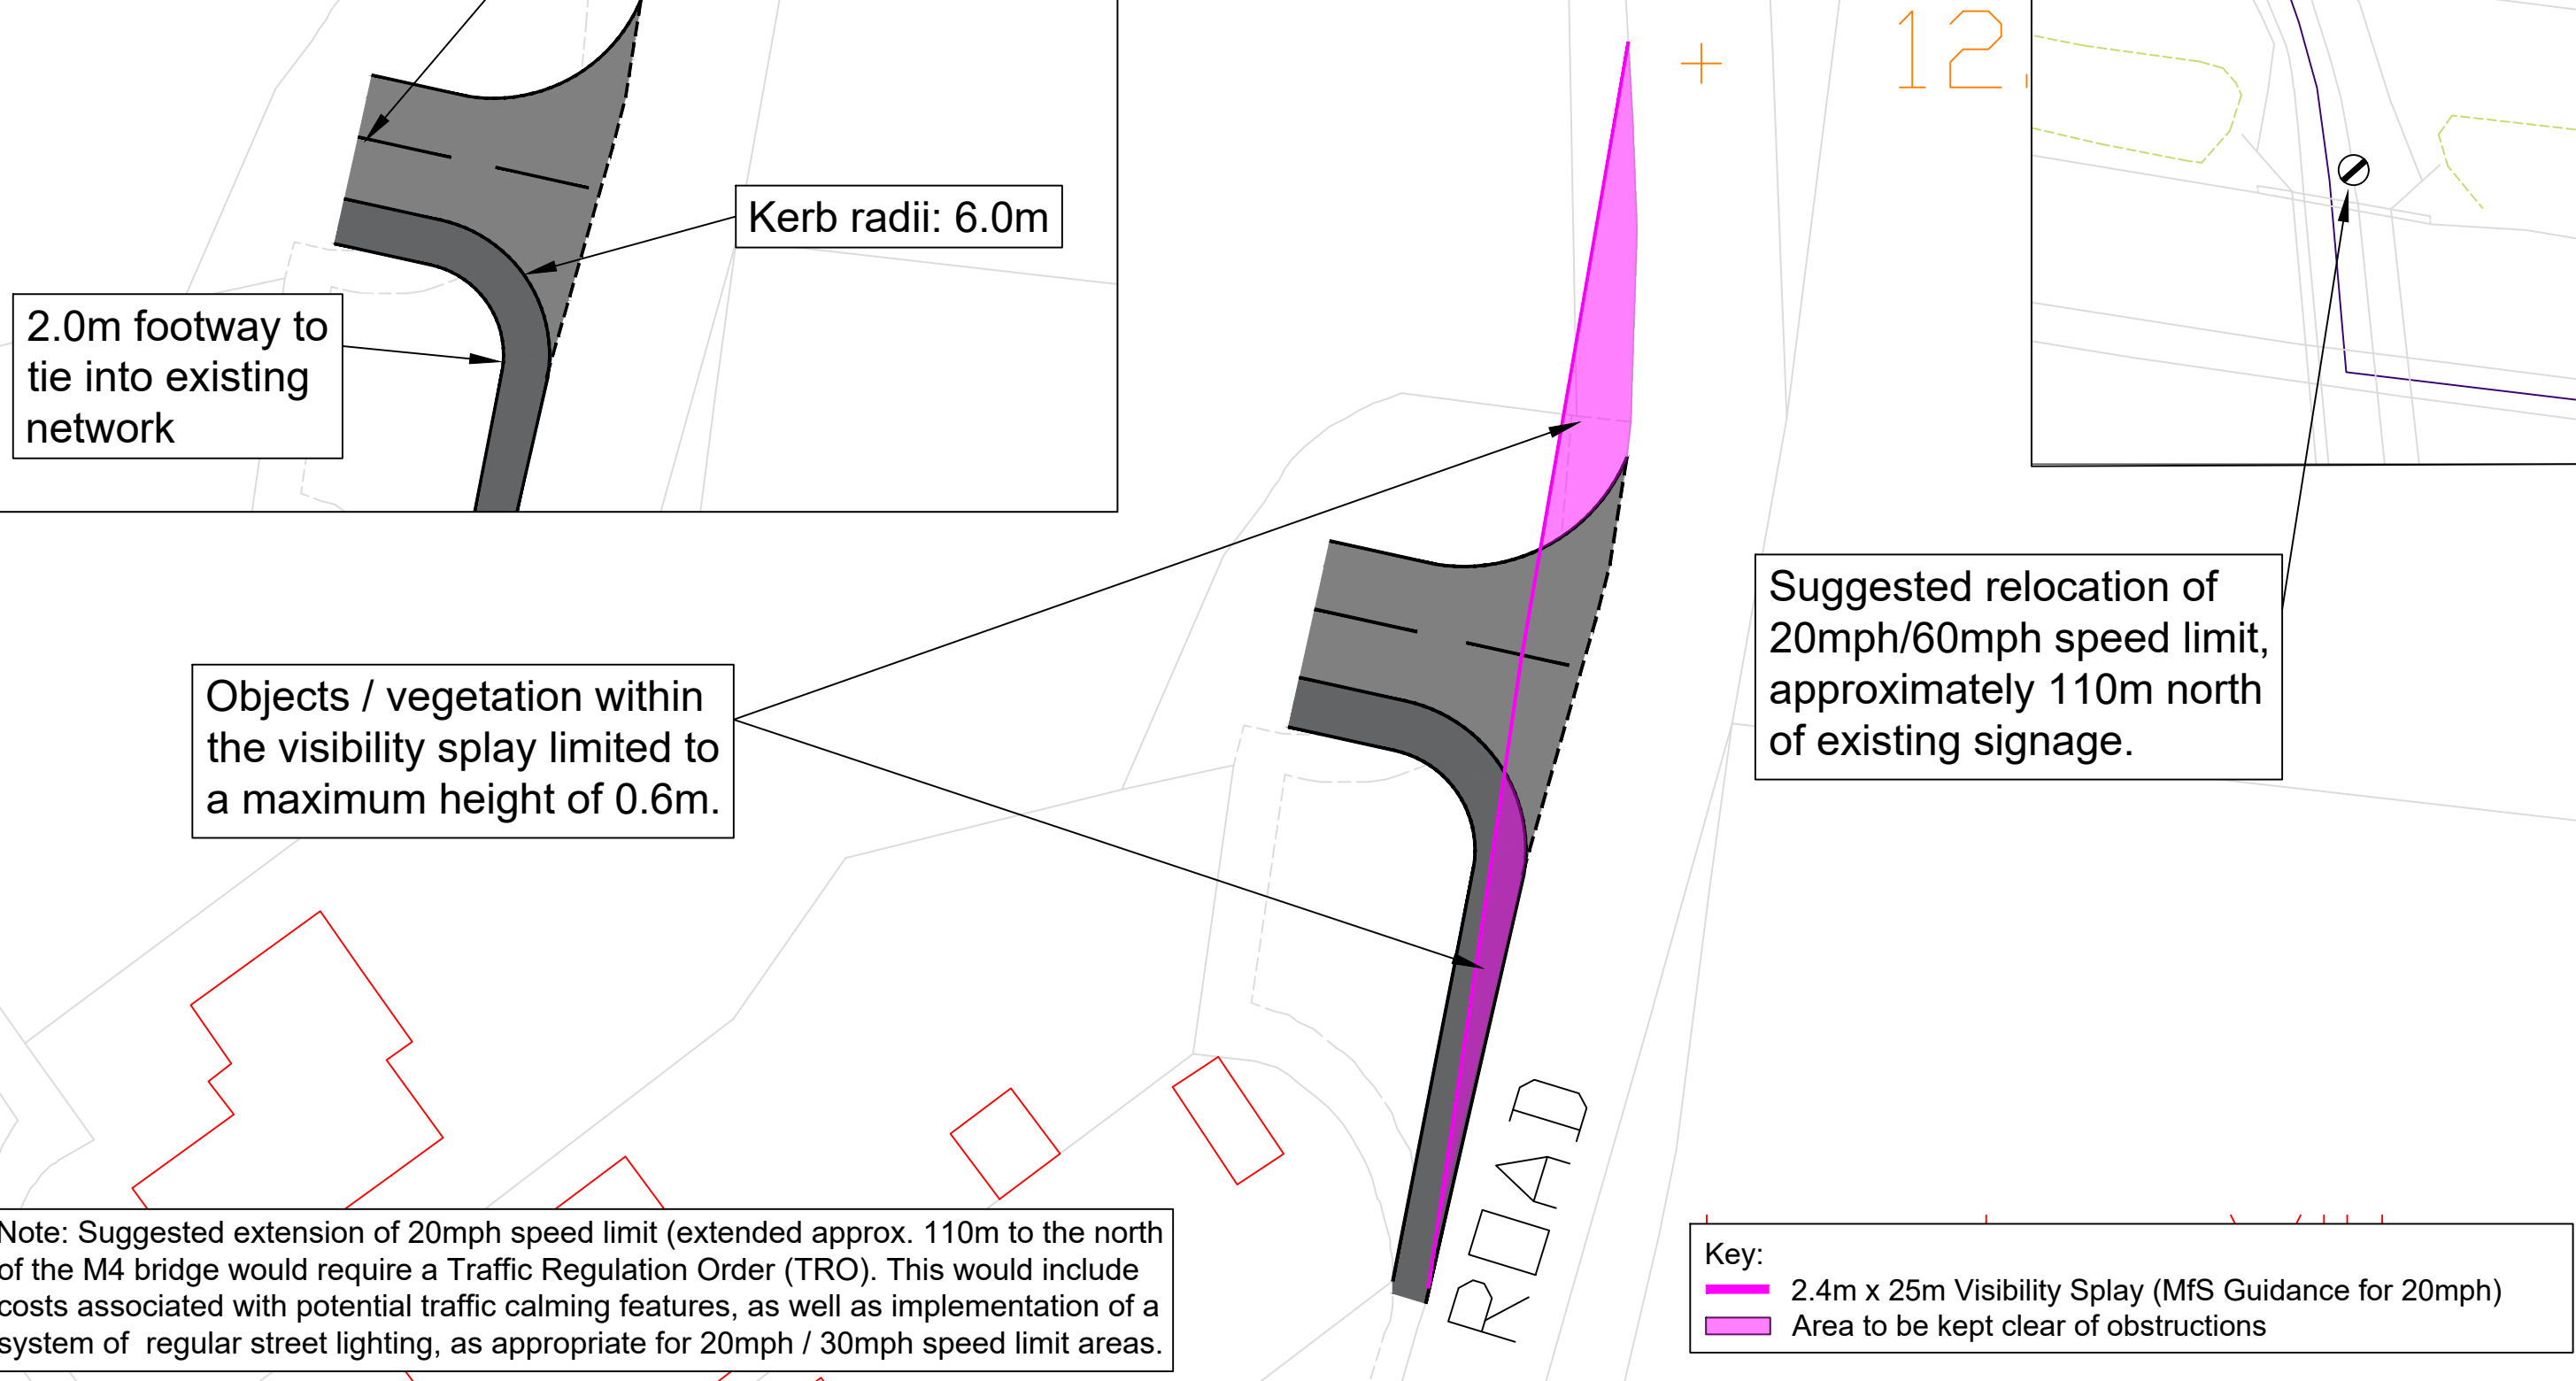 12.
Kerb radii: 6.0m
2.0m footway to
tie into existing
network
Suggested relocation of
20mph/60mph speed limit,
approximately 110m north
of existing signage.
Objects / vegetation within
the visibility splay limited to
a maximum height of 0.6m.
ROAD
Note: Suggested extension of 20mph speed limit (extended approx. 110m to the north
of the M4 bridge would require a Traffic Regulation Order (TRO). This would include
costs associated with potential traffic calming features, as well as implementation of a
system of regular street lighting, as appropriate for 20mph / 30mph speed limit areas.
Key:
2.4m x 25m Visibility Splay (MfS Guidance for 20mph)
Area to be kept clear of obstructions